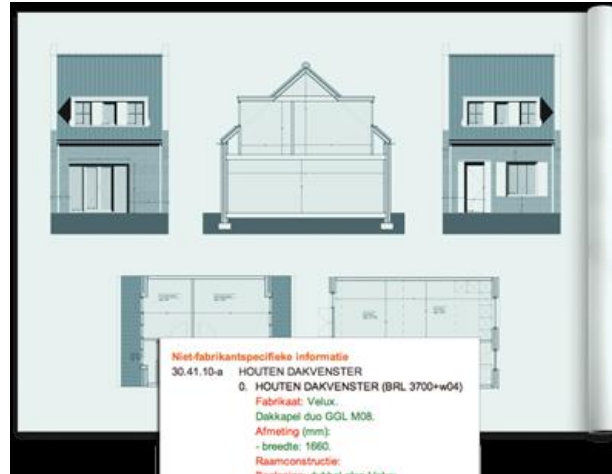 Niet-fabrikantspecifieke informatie
30.41.10-a HOUTEN DAKVENSTER
0. HOUTEN DAKVENSTER (BRL 3700+w04)
Fabrikaat: Velux.
Dakkapel duo GGL M08.
Afmeting (mm):
- breedte: 1660.
Raamconstructie: